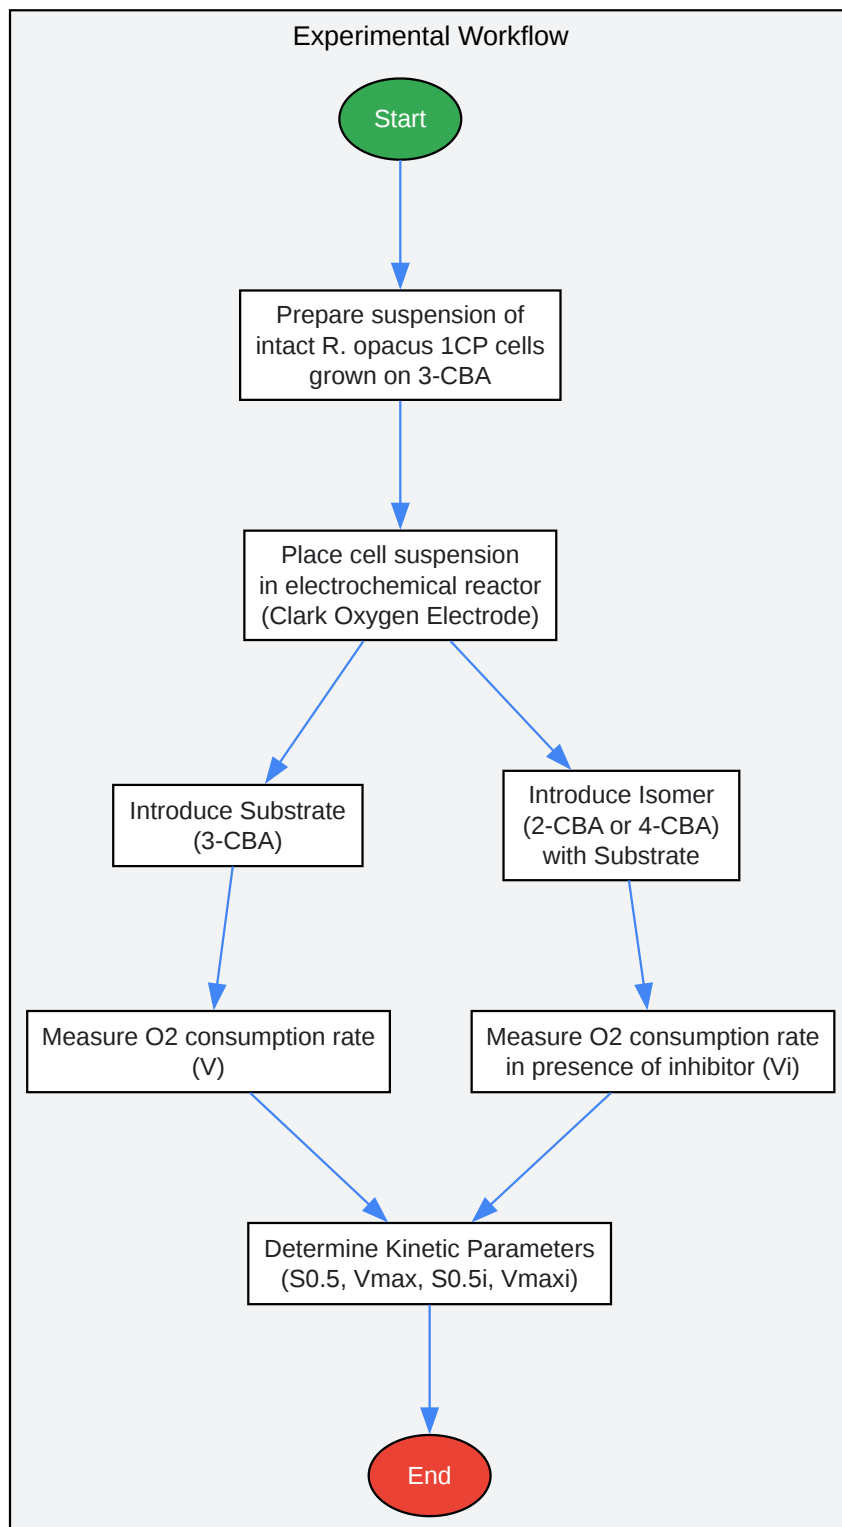 Experimental Workflow
Start
Prepare suspension of
intact R. opacus 1CP cells
grown on 3-CBA
Place cell suspension
in electrochemical reactor
(Clark Oxygen Electrode)
Introduce Substrate
(3-CBA)
Introduce Isomer
(2-CBA or 4-CBA)
with Substrate
Measure O2 consumption rate
(V)
Measure O2 consumption rate
in presence of inhibitor (Vi)
Determine Kinetic Parameters
(S0.5, Vmax, S0.5i, Vmaxi)
End